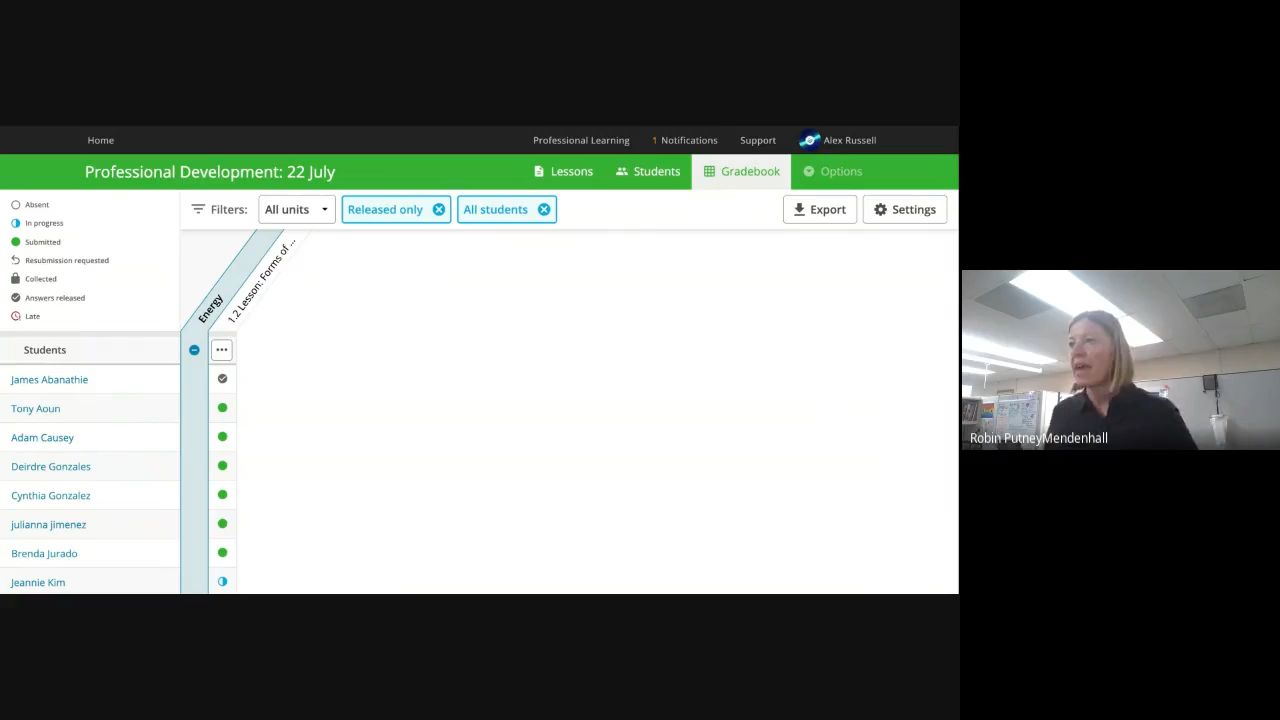 Home
Professional Learning
1 Notifications
Support
Alex Russell
Professional Development: 22 July
Lessons
Students
Gradebook
Options
Absent
In progress
Submitted
Resubmission requested
Collected
Answers released
Late
Filters:
All units
Released only
All students
Export
Settings
Energy
1.2 Lesson: Forms of ...
Students
James Abanathie
Tony Aoun
Adam Causey
Deirdre Gonzales
Cynthia Gonzalez
julianna jimenez
Brenda Jurado
Jeannie Kim
Robin PutneyMendenhall